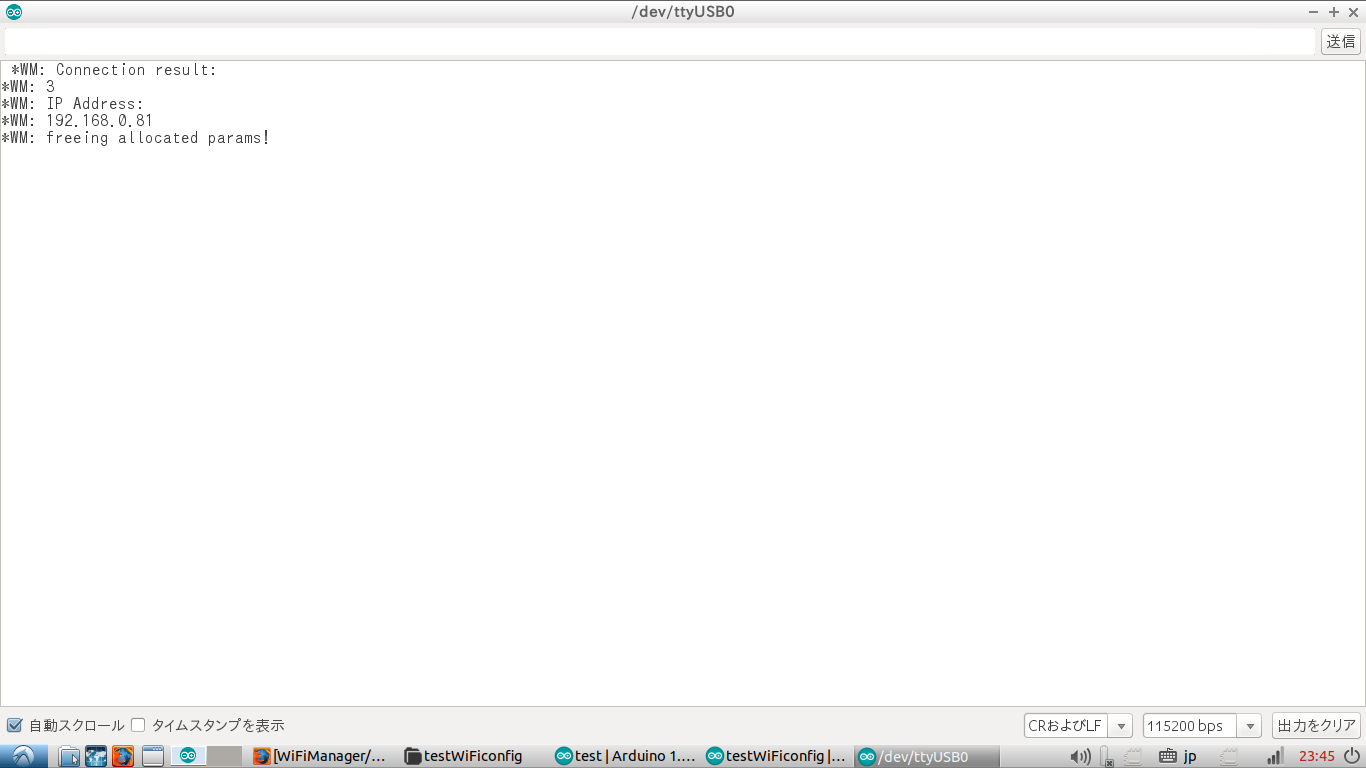 /dev/ttyUSB0
送信
*WM: Connection result:
*WM: 3
*WM: IP Address:
*WM: 192.168.0.81
*WM: freeing allocated params!
自動スクロール タイムスタンプを表示 CRおよびLF 115200 bps 出力をクリア
[WiFiManager/... testWiFiconfig test | Arduino 1.... testWiFiconfig |... /dev/ttyUSB0 jp 23:45